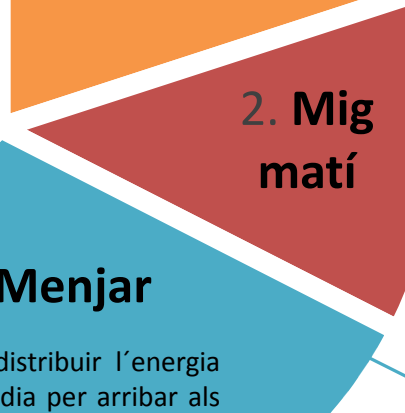 2. Mig
matí
Menjar
distribuir l´energia
dia per arribar als